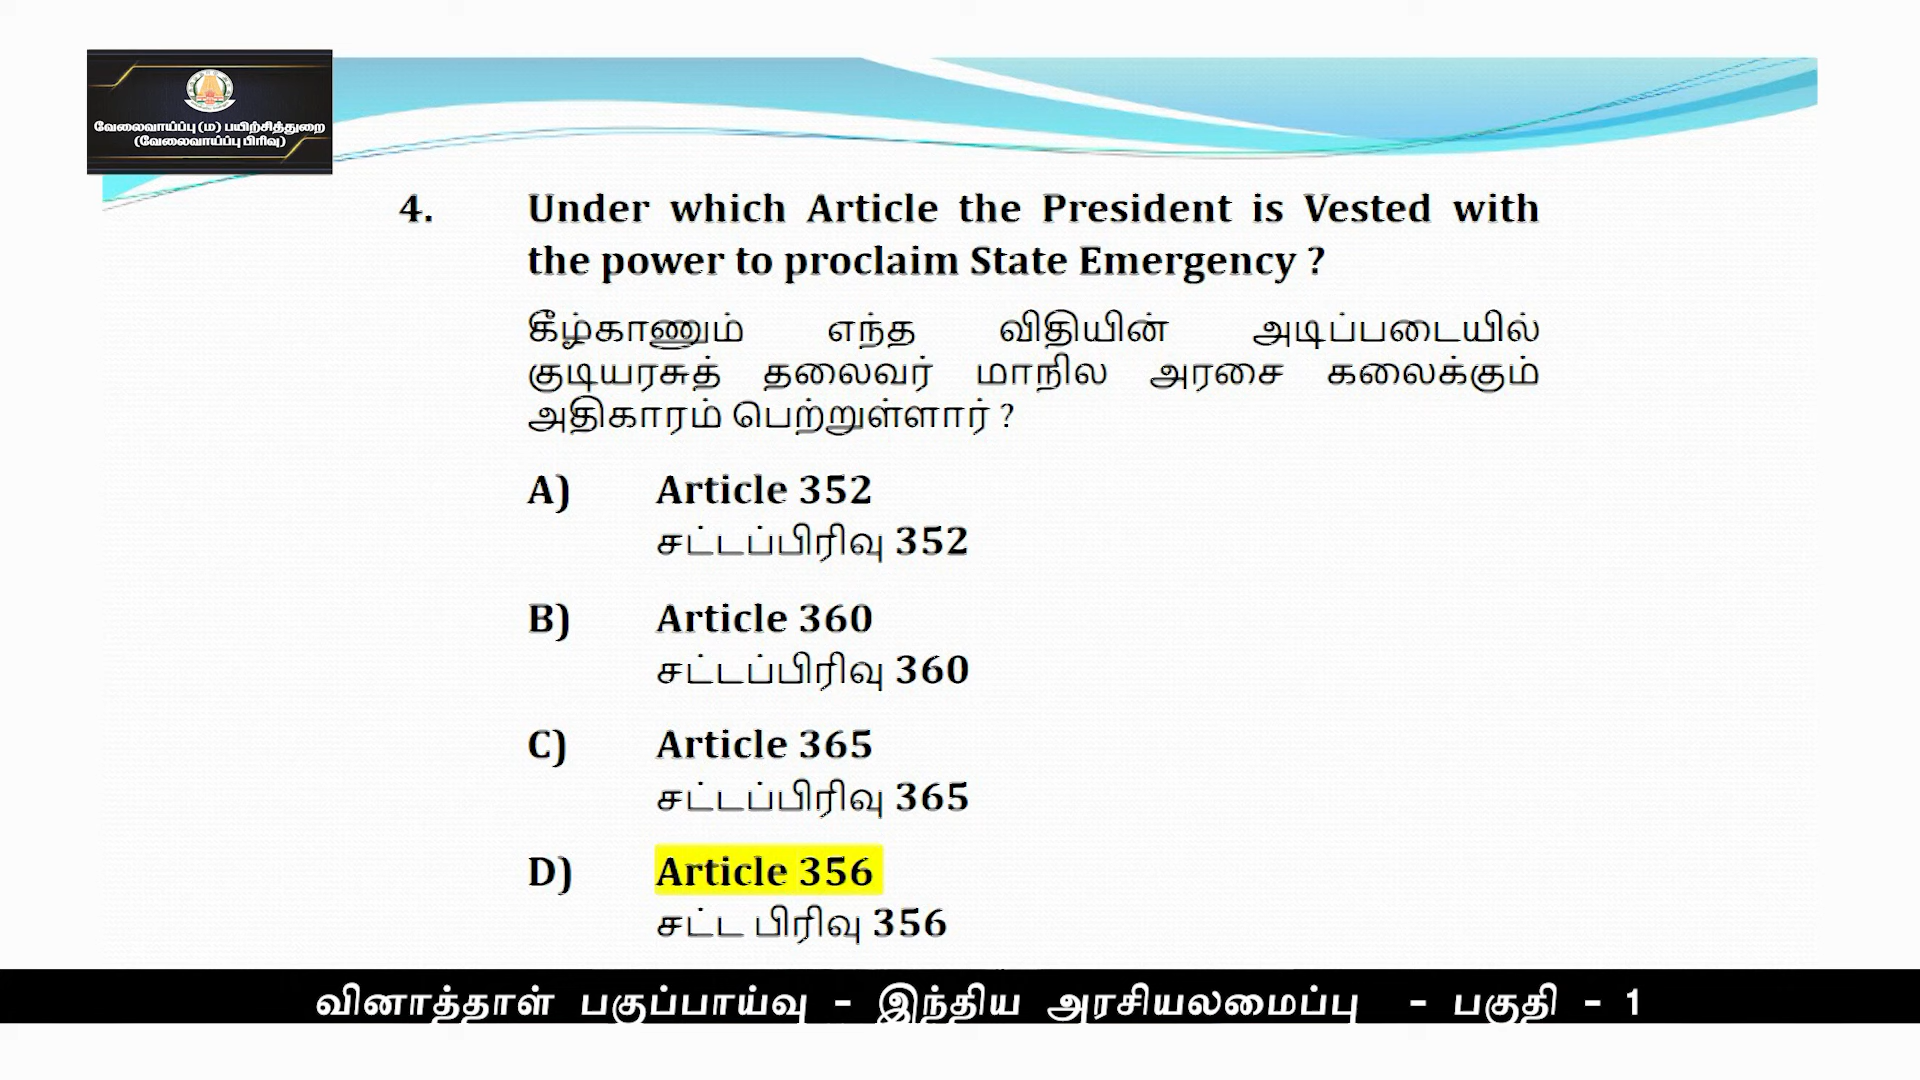 வேலைவாய்ப்பு (ம) பயிற்சித்துறை
(வேலைவாய்ப்பு பிரிவு)
4. Under which Article the President is Vested with
the power to proclaim State Emergency ?
கீழ்காணும் எந்த விதியின் அடிப்படையில்
குடியரசுத் தலைவர் மாநில அரசை கலைக்கும்
அதிகாரம் பெற்றுள்ளார் ?
A) Article 352
சட்டப்பிரிவு 352
B) Article 360
சட்டப்பிரிவு 360
C) Article 365
சட்டப்பிரிவு 365
D) Article 356
சட்ட பிரிவு 356
வினாத்தாள் பகுப்பாய்வு - இந்திய அரசியலமைப்பு - பகுதி - 1